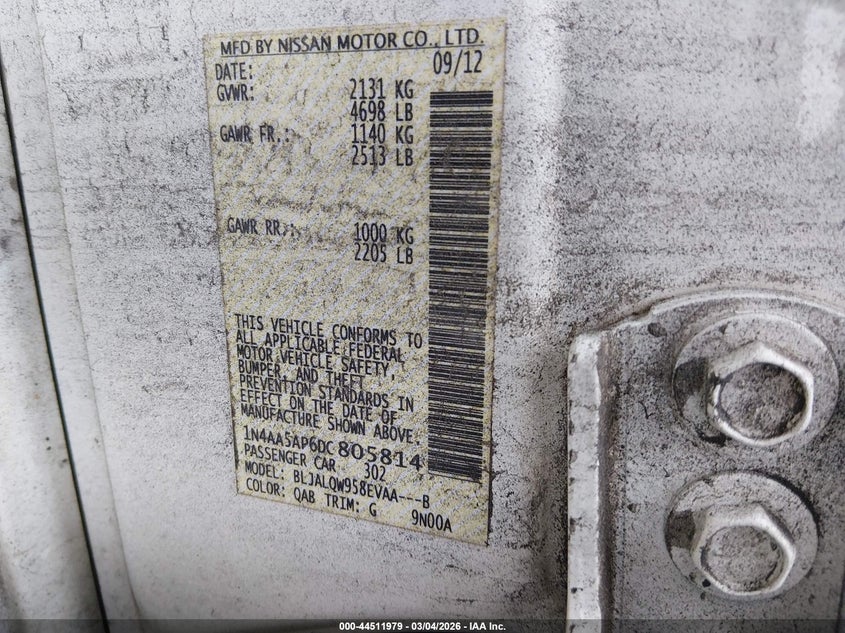 MFD BY NISSAN MOTOR CO., LTD.
DATE: 09/12
GVWR: 2131 KG
4698 LB
GAWR FR.: 1140 KG
2513 LB
GAWR RR.: 1000 KG
2205 LB
THIS VEHICLE CONFORMS TO
ALL APPLICABLE FEDERAL
MOTOR VEHICLE SAFETY,
BUMPER, AND THEFT
PREVENTION STANDARDS IN
EFFECT ON THE DATE OF
MANUFACTURE SHOWN ABOVE.
1N4AA5AP6DC805814
PASSENGER CAR 302
MODEL: BLJALQW958EVAA---B
COLOR: QAB TRIM: G 9N00A
000-44511979 - 03/04/2026 - IAA Inc.